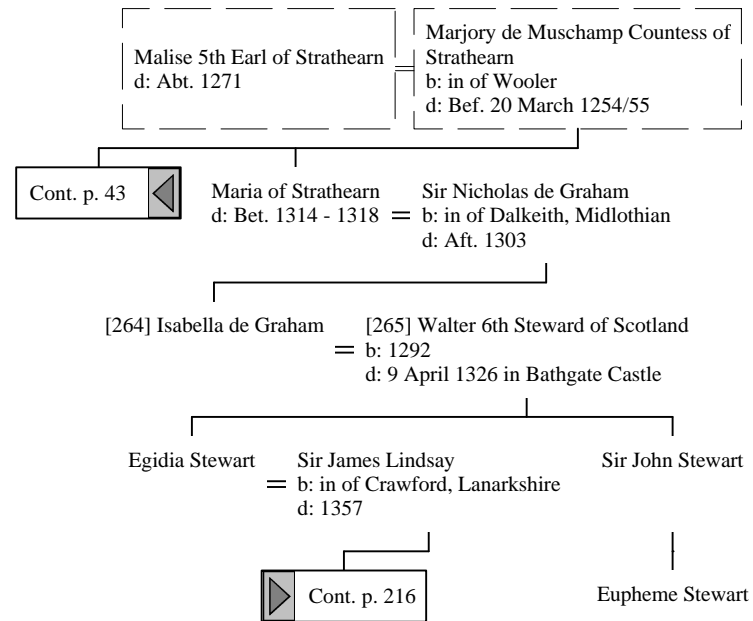 Malise 5th Earl of Strathearn
d: Abt. 1271
=
Marjory de Muschamp Countess of
Strathearn
b: in of Wooler
d: Bef. 20 March 1254/55
Cont. p. 43
Maria of Strathearn
d: Bet. 1314 - 1318
=
Sir Nicholas de Graham
b: in of Dalkeith, Midlothian
d: Aft. 1303
[264] Isabella de Graham
=
[265] Walter 6th Steward of Scotland
b: 1292
d: 9 April 1326 in Bathgate Castle
Egidia Stewart
=
Sir James Lindsay
b: in of Crawford, Lanarkshire
d: 1357
Sir John Stewart
Cont. p. 216
Eupheme Stewart